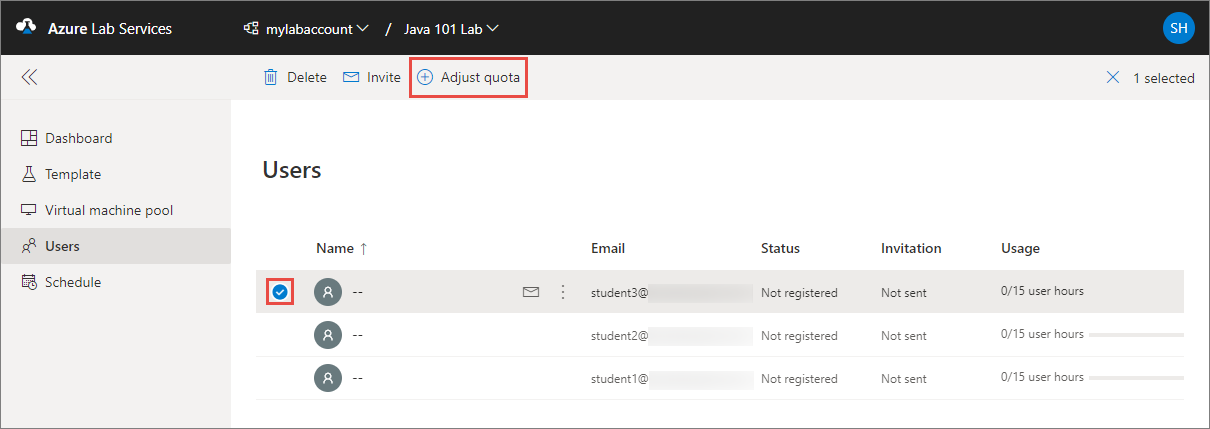 Azure Lab Services mylabaccount / Java 101 Lab SH
Delete Invite Adjust quota 1 selected
Dashboard
Template
Virtual machine pool
Users
Schedule
Users
Name ↑ Email Status Invitation Usage
-- student3@ Not registered Not sent 0/15 user hours
-- student2@ Not registered Not sent 0/15 user hours
-- student1@ Not registered Not sent 0/15 user hours